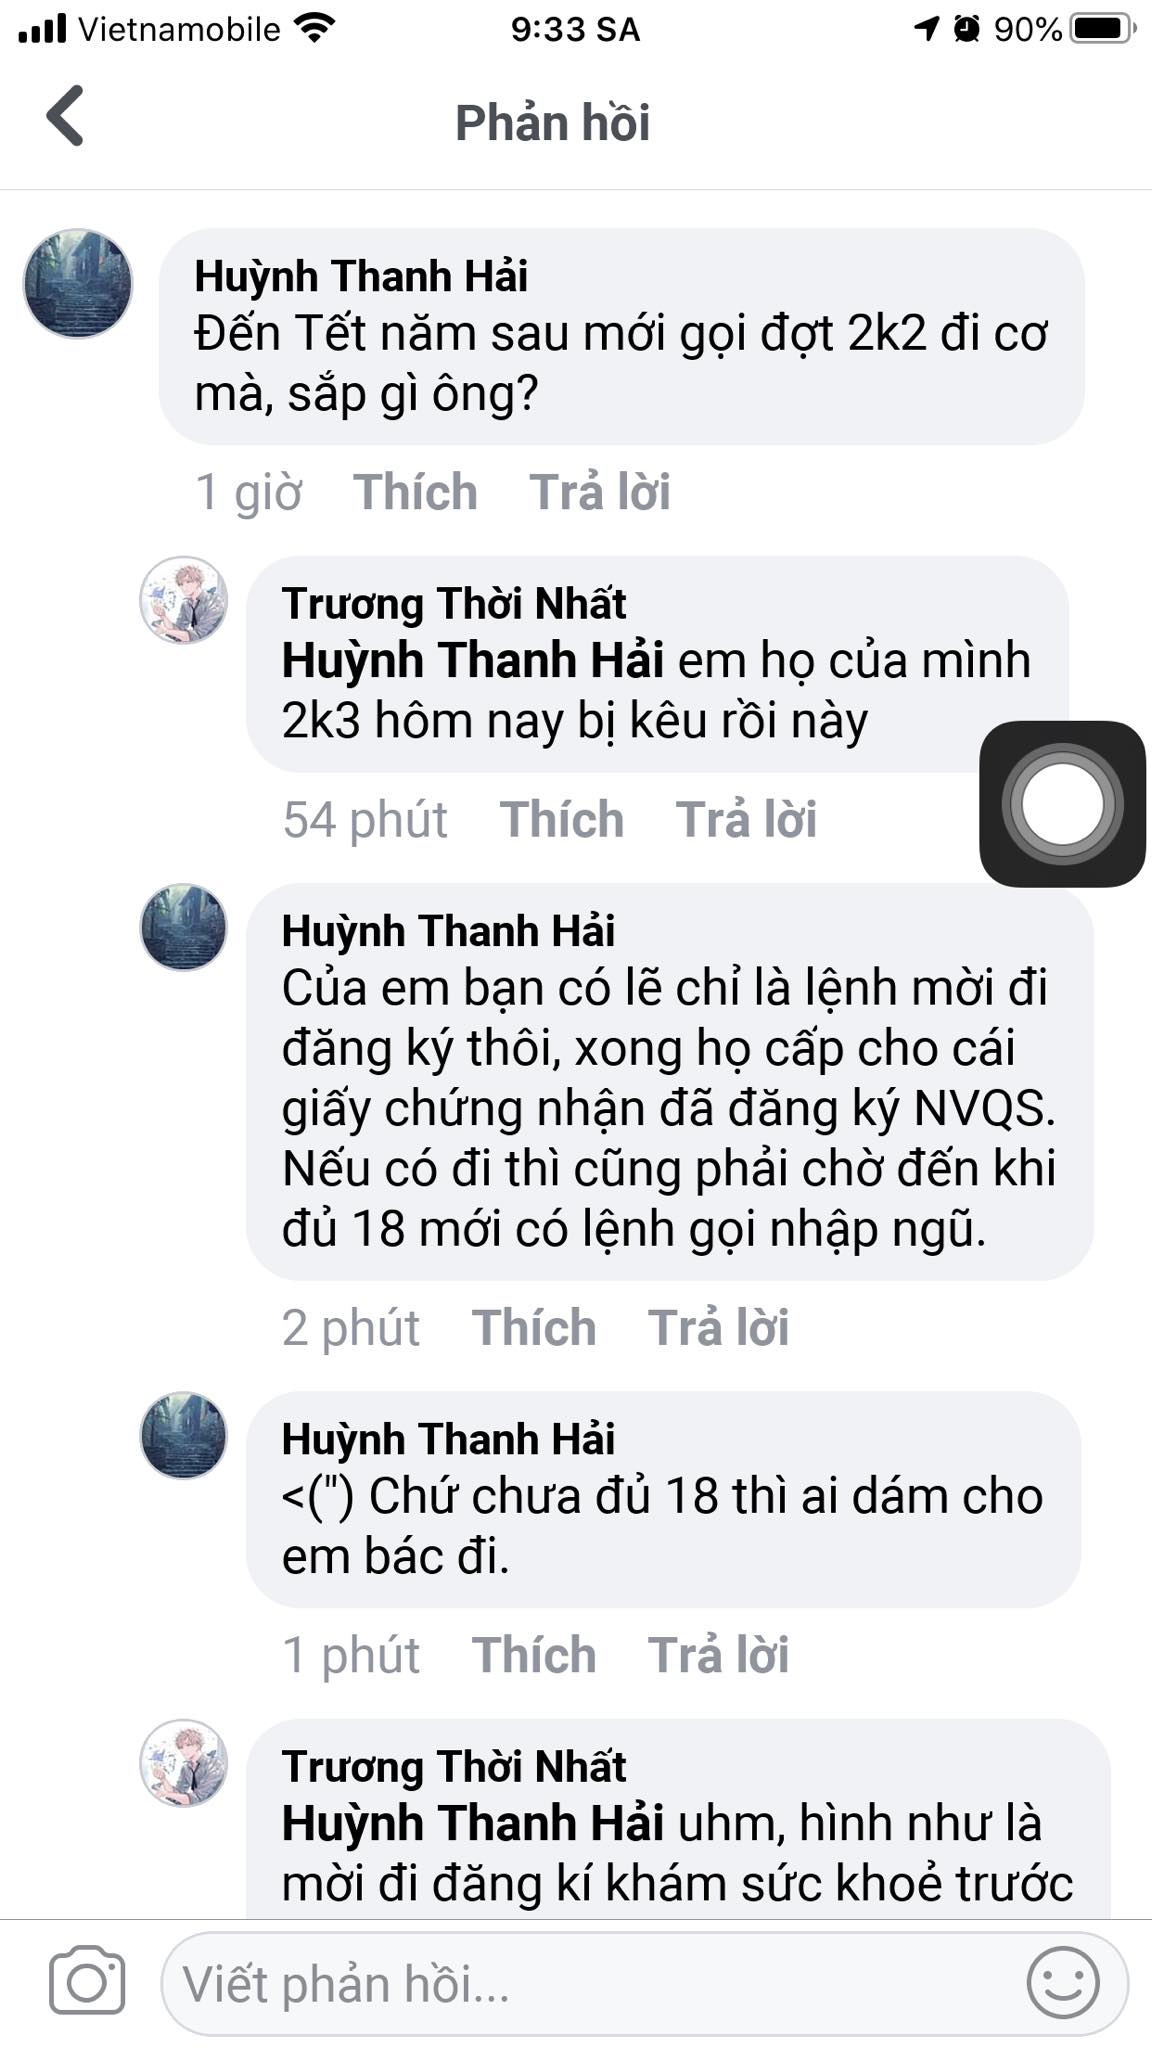 Vietnamobile 9:33 SA 90%
Phản hồi
Huỳnh Thanh Hải
Đến Tết năm sau mới gọi đợt 2k2 đi cơ
mà, sắp gì ông?
1 giờ Thích Trả lời
Trương Thời Nhất
Huỳnh Thanh Hải em họ của mình
2k3 hôm nay bị kêu rồi này
54 phút Thích Trả lời
Huỳnh Thanh Hải
Của em bạn có lẽ chỉ là lệnh mời đi
đăng ký thôi, xong họ cấp cho cái
giấy chứng nhận đã đăng ký NVQS.
Nếu có đi thì cũng phải chờ đến khi
đủ 18 mới có lệnh gọi nhập ngũ.
2 phút Thích Trả lời
Huỳnh Thanh Hải
<(") Chứ chưa đủ 18 thì ai dám cho
em bác đi.
1 phút Thích Trả lời
Trương Thời Nhất
Huỳnh Thanh Hải uhm, hình như là
mời đi đăng kí khám sức khoẻ trước
Viết phản hồi...